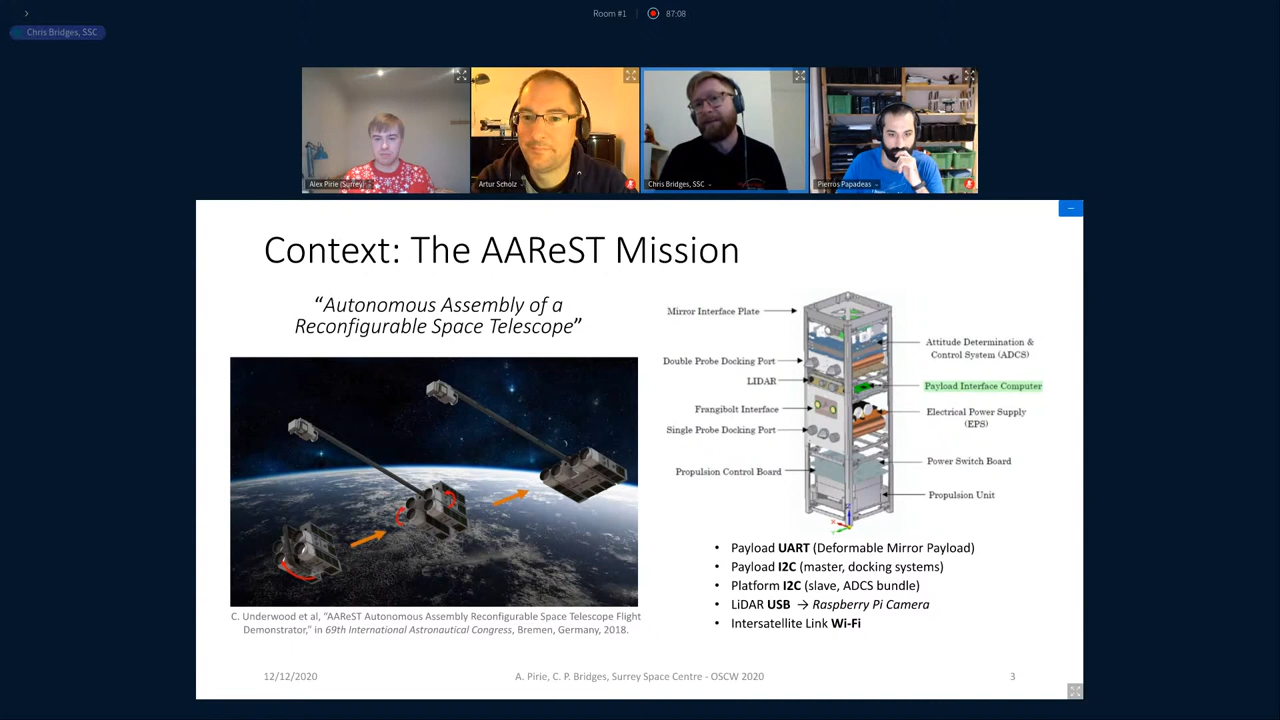 Room #1
87:08
Chris Bridges, SSC
Alex Pirie (Surrey)
Artur Scholz
Chris Bridges, SSC
Pierros Papadeas
Context: The AAReST Mission
“Autonomous Assembly of a
Reconfigurable Space Telescope”
C. Underwood et al, “AAReST Autonomous Assembly Reconfigurable Space Telescope Flight
Demonstrator,” in 69th International Astronautical Congress, Bremen, Germany, 2018.
Mirror Interface Plate
Double Probe Docking Port
LIDAR
Frangibolt Interface
Single Probe Docking Port
Propulsion Control Board
Attitude Determination &
Control System (ADCS)
Payload Interface Computer
Electrical Power Supply
(EPS)
Power Switch Board
Propulsion Unit
• Payload UART (Deformable Mirror Payload)
• Payload I2C (master, docking systems)
• Platform I2C (slave, ADCS bundle)
• LiDAR USB → Raspberry Pi Camera
• Intersatellite Link Wi-Fi
12/12/2020
A. Pirie, C. P. Bridges, Surrey Space Centre - OSCW 2020
3